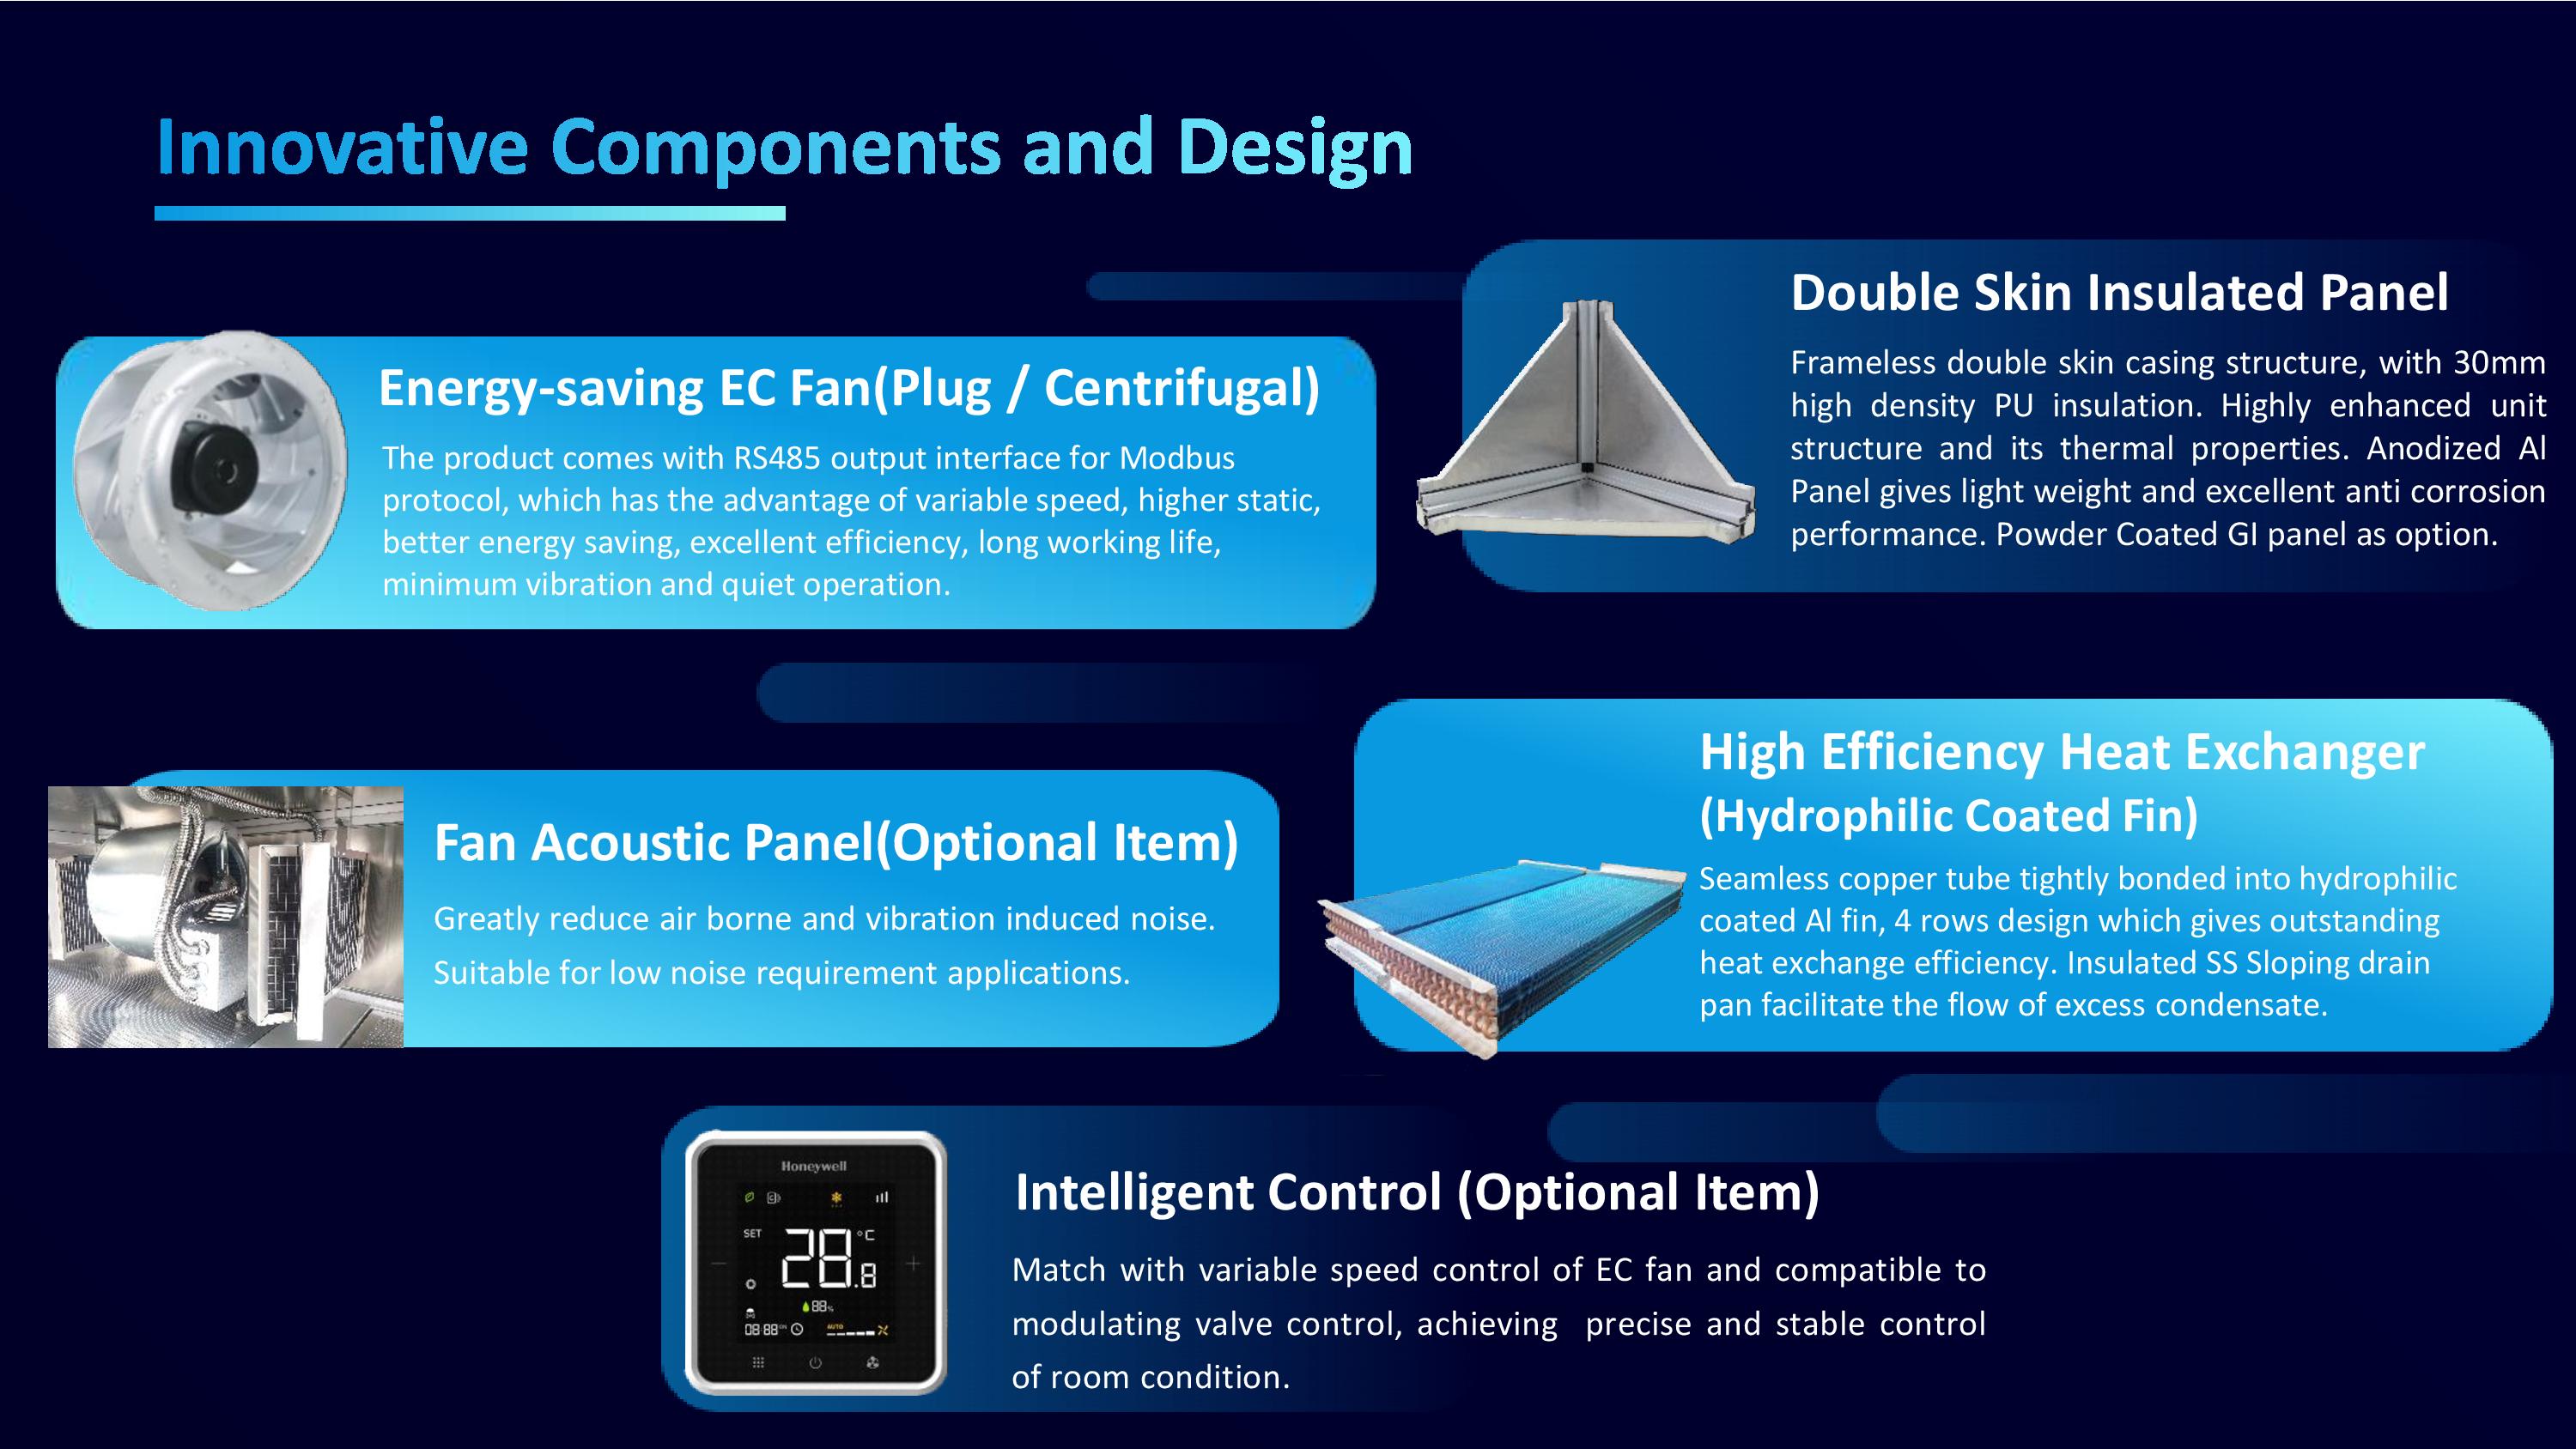 Innovative Components and Design
Energy-saving EC Fan(Plug / Centrifugal)
The product comes with RS485 output interface for Modbus
protocol, which has the advantage of variable speed, higher static,
better energy saving, excellent efficiency, long working life,
minimum vibration and quiet operation.
Double Skin Insulated Panel
Frameless double skin casing structure, with 30mm
high density PU insulation. Highly enhanced unit
structure and its thermal properties. Anodized Al
Panel gives light weight and excellent anti corrosion
performance. Powder Coated GI panel as option.
Fan Acoustic Panel(Optional Item)
Greatly reduce air borne and vibration induced noise.
Suitable for low noise requirement applications.
High Efficiency Heat Exchanger
(Hydrophilic Coated Fin)
Seamless copper tube tightly bonded into hydrophilic
coated Al fin, 4 rows design which gives outstanding
heat exchange efficiency. Insulated SS Sloping drain
pan facilitate the flow of excess condensate.
Honeywell
SET
28.8 °C
88%
08:88
AUTO
Intelligent Control (Optional Item)
Match with variable speed control of EC fan and compatible to
modulating valve control, achieving precise and stable control
of room condition.